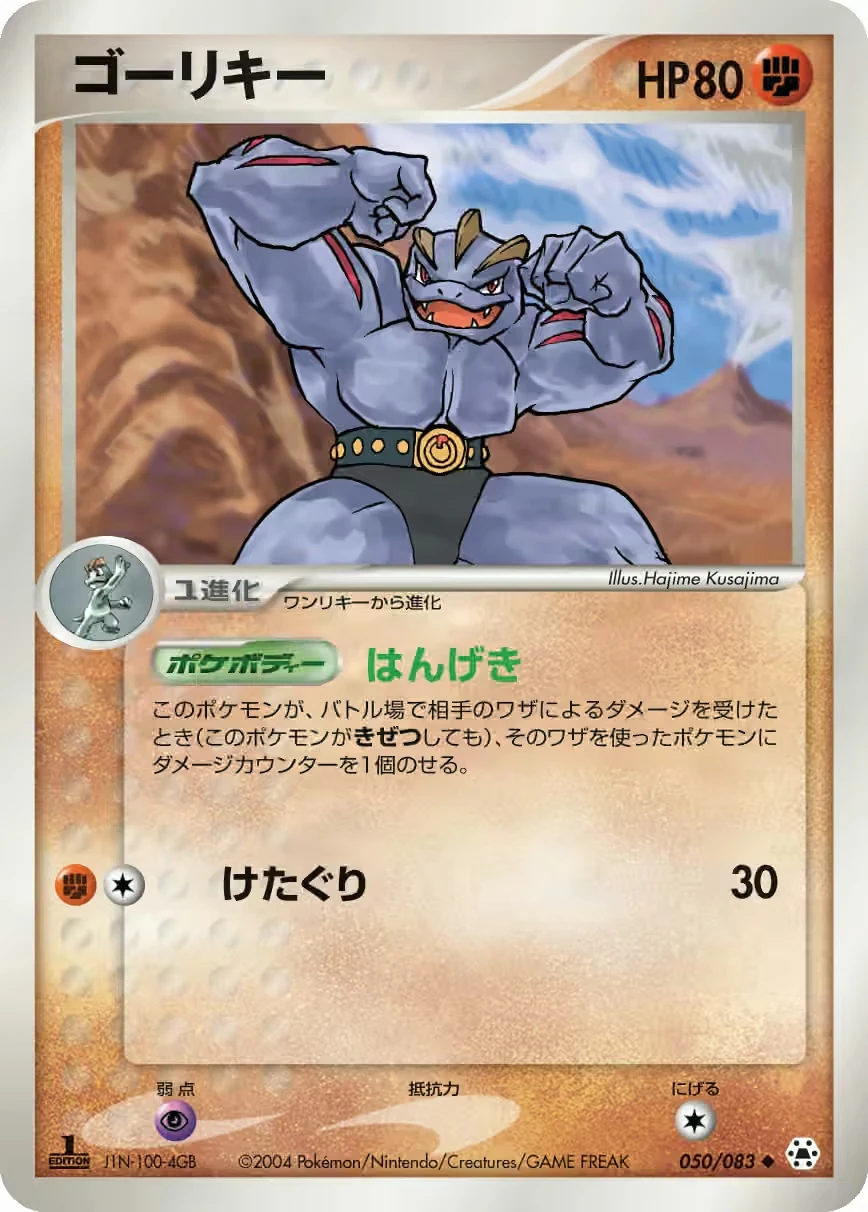 ゴーリキー
HP80
Illus.Hajime Kusajima
1進化
ワンリキーから進化
ポケボディー はんげき
このポケモンが、バトル場で相手のワザによるダメージを受けた
とき(このポケモンがきぜつしても)、そのワザを使ったポケモンに
ダメージカウンターを1個のせる。
けたぐり 30
弱点 抵抗力 にげる
1 EDITION J1N-100-4GB ©2004 Pokémon/Nintendo/Creatures/GAME FREAK 050/083 ◆